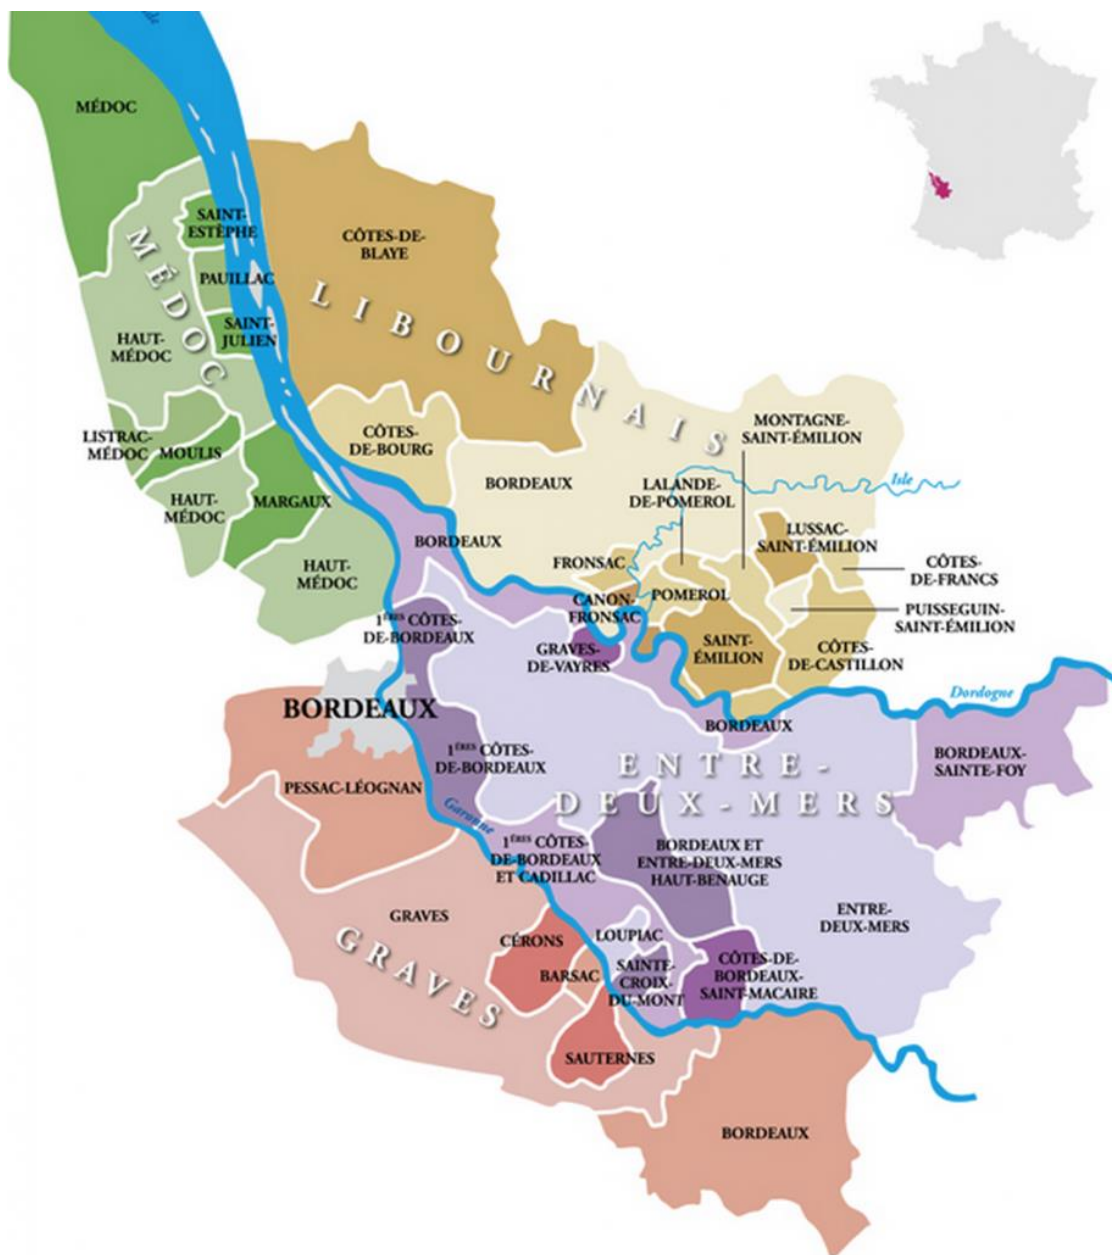 MÉDOC
SAINT-
ESTÈPHE
CÔTES-DE-
BLAYE
MÉDOC
PAUILLAC
LIBOURNAIS
SAINT-
JULIEN
HAUT-
MÉDOC
MONTAGNE-
SAINT-ÉMILION
CÔTES-
DE-BOURG
LISTRAC-
MÉDOC
MOULIS
BORDEAUX
LALANDE-
DE-POMEROL
Isle
HAUT-
MÉDOC
MARGAUX
LUSSAC-
SAINT-ÉMILION
BORDEAUX
FRONSAC
CÔTES-
DE-FRANCS
HAUT-
MÉDOC
POMEROL
CANON-
FRONSAC
PUISSEGUIN-
SAINT-ÉMILION
1ÈRES CÔTES-
DE-BORDEAUX
GRAVES-
DE-VAYRES
SAINT-
ÉMILION
CÔTES-
DE-CASTILLON
Dordogne
BORDEAUX
BORDEAUX
1ÈRES CÔTES-
DE-BORDEAUX
ENTRE-
DEUX-MERS
BORDEAUX-
SAINTE-FOY
PESSAC-LÉOGNAN
Garonne
1ÈRES CÔTES-
DE-BORDEAUX
ET CADILLAC
BORDEAUX ET
ENTRE-DEUX-MERS
HAUT-BENAUGE
GRAVES
ENTRE-
DEUX-MERS
GRAVES
CÉRONS
LOUPIAC
BARSAC
SAINTE-
CROIX-
DU-MONT
CÔTES-DE-
BORDEAUX-
SAINT-MACAIRE
SAUTERNES
BORDEAUX